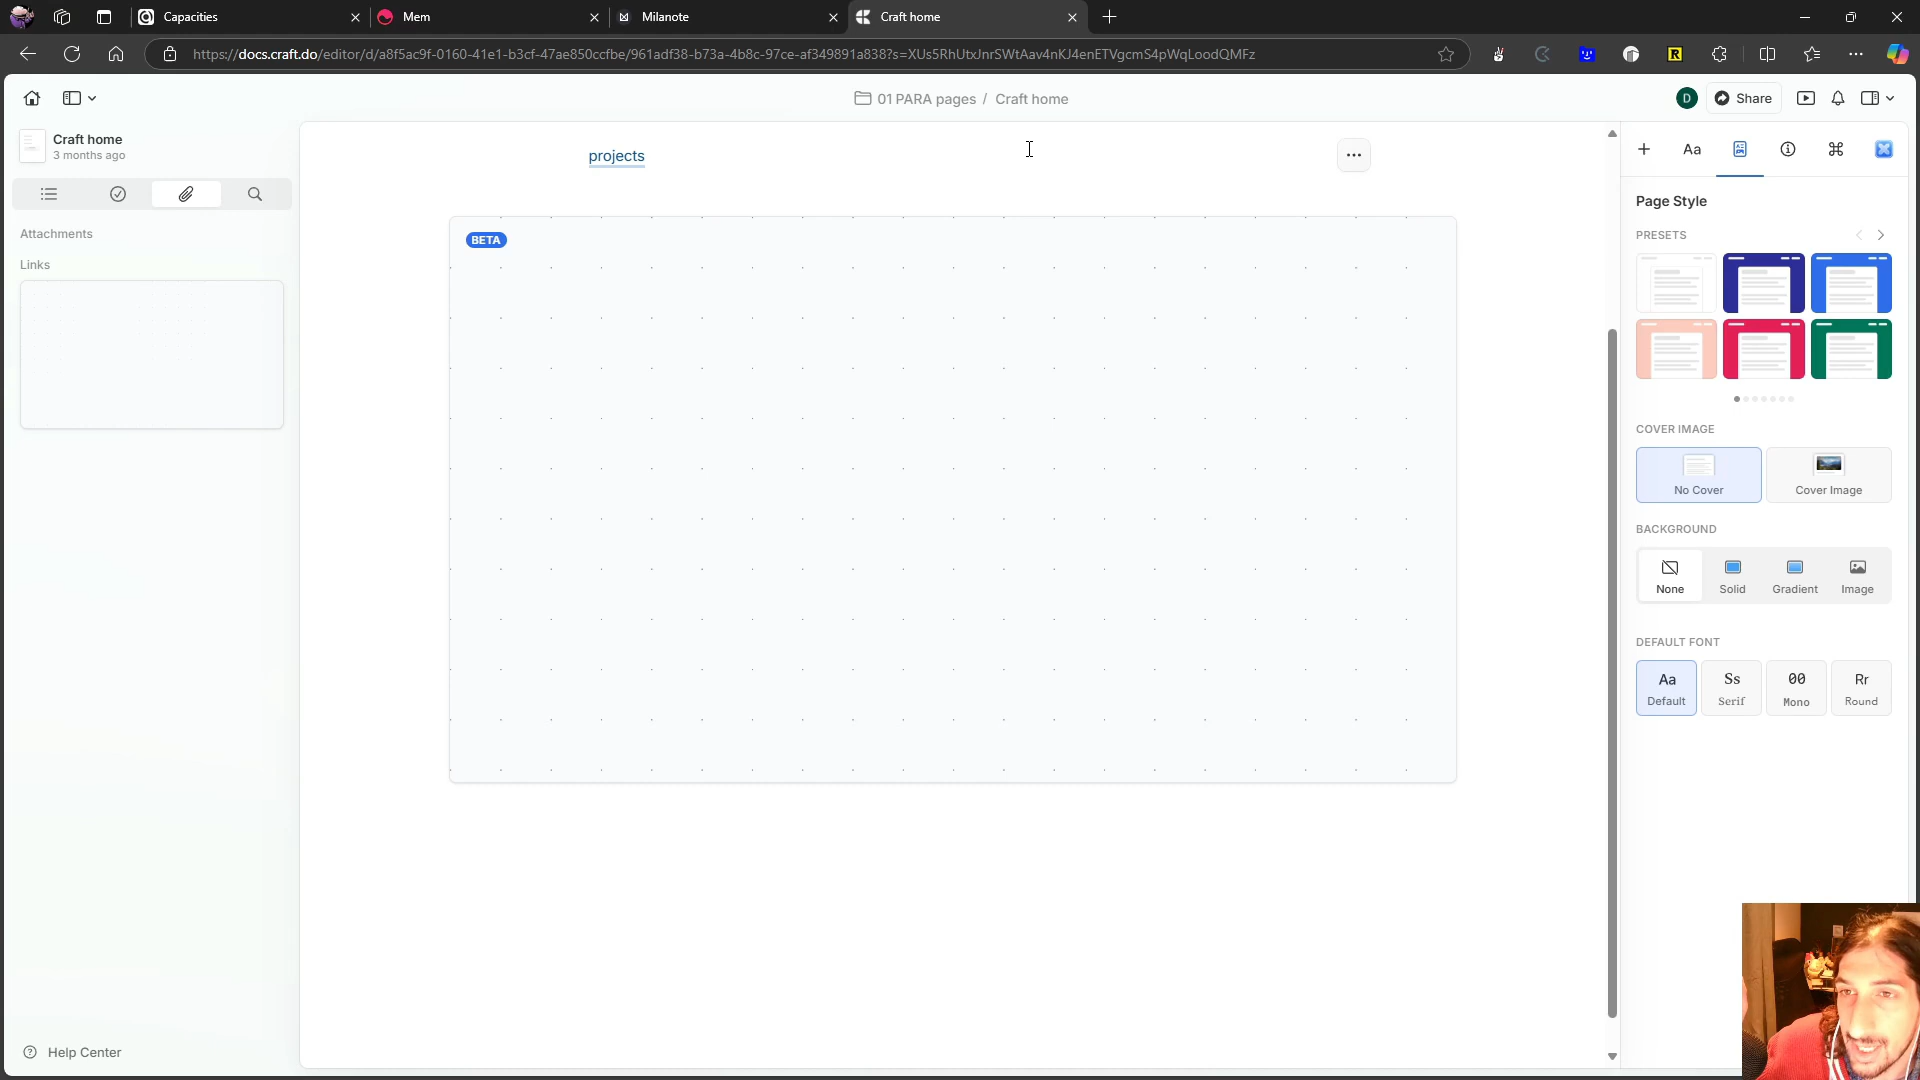 Capacities
Mem
Milanote
Craft home
https://docs.craft.do/editor/d/a8f5ac9f-0160-41e1-b3cf-47ae850ccfbe/961adf38-b73a-4b8c-97ce-af349891a838?s=XUs5RhUtxJnrSWtAav4nKJ4enETVgcmS4pWqLoodQMFz
01 PARA pages / Craft home
D
Share
Craft home
3 months ago
Attachments
Links
projects
BETA
Aa
Page Style
PRESETS
COVER IMAGE
No Cover
Cover Image
BACKGROUND
None
Solid
Gradient
Image
DEFAULT FONT
Aa
Ss
00
Rr
Default
Serif
Mono
Round
Help Center